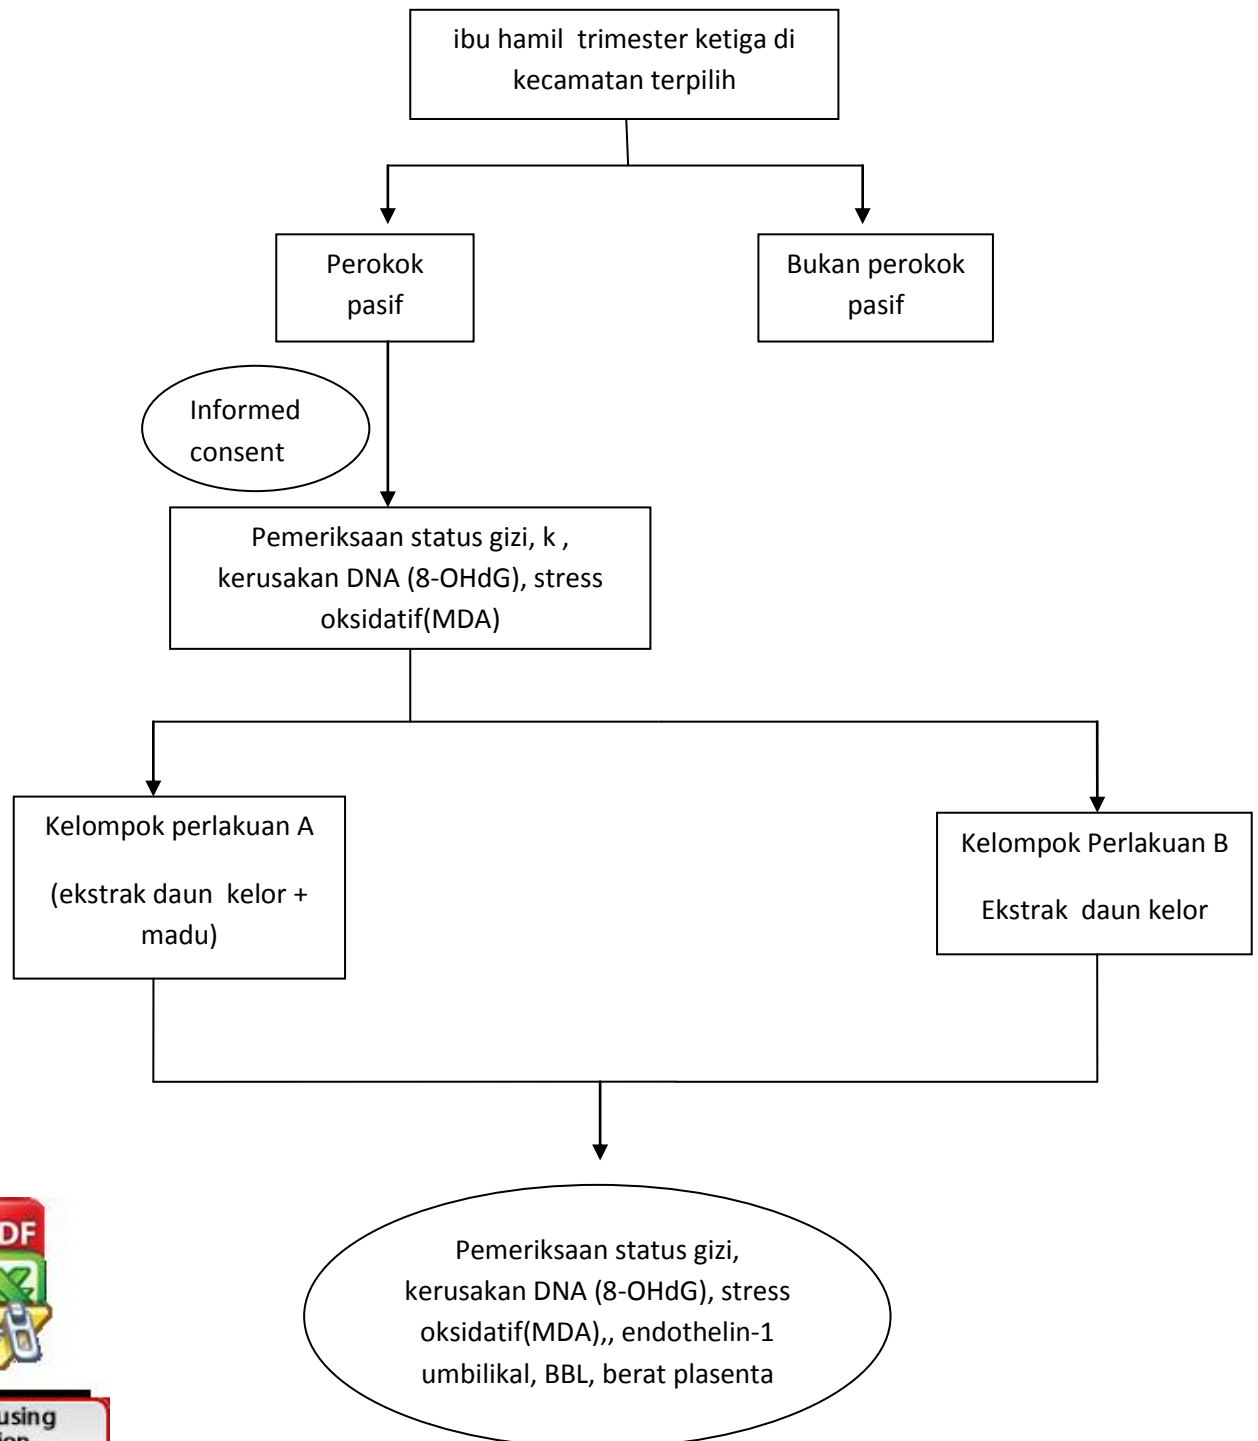 ibu hamil trimester ketiga di
kecamatan terpilih
Perokok
pasif
Bukan perokok
pasif
Informed
consent
Pemeriksaan status gizi, k ,
kerusakan DNA (8-OHdG), stress
oksidatif(MDA)
Kelompok perlakuan A
(ekstrak daun kelor +
madu)
Kelompok Perlakuan B
Ekstrak daun kelor
Pemeriksaan status gizi,
kerusakan DNA (8-OHdG), stress
oksidatif(MDA),, endothelin-1
umbilikal, BBL, berat plasenta
DF
using